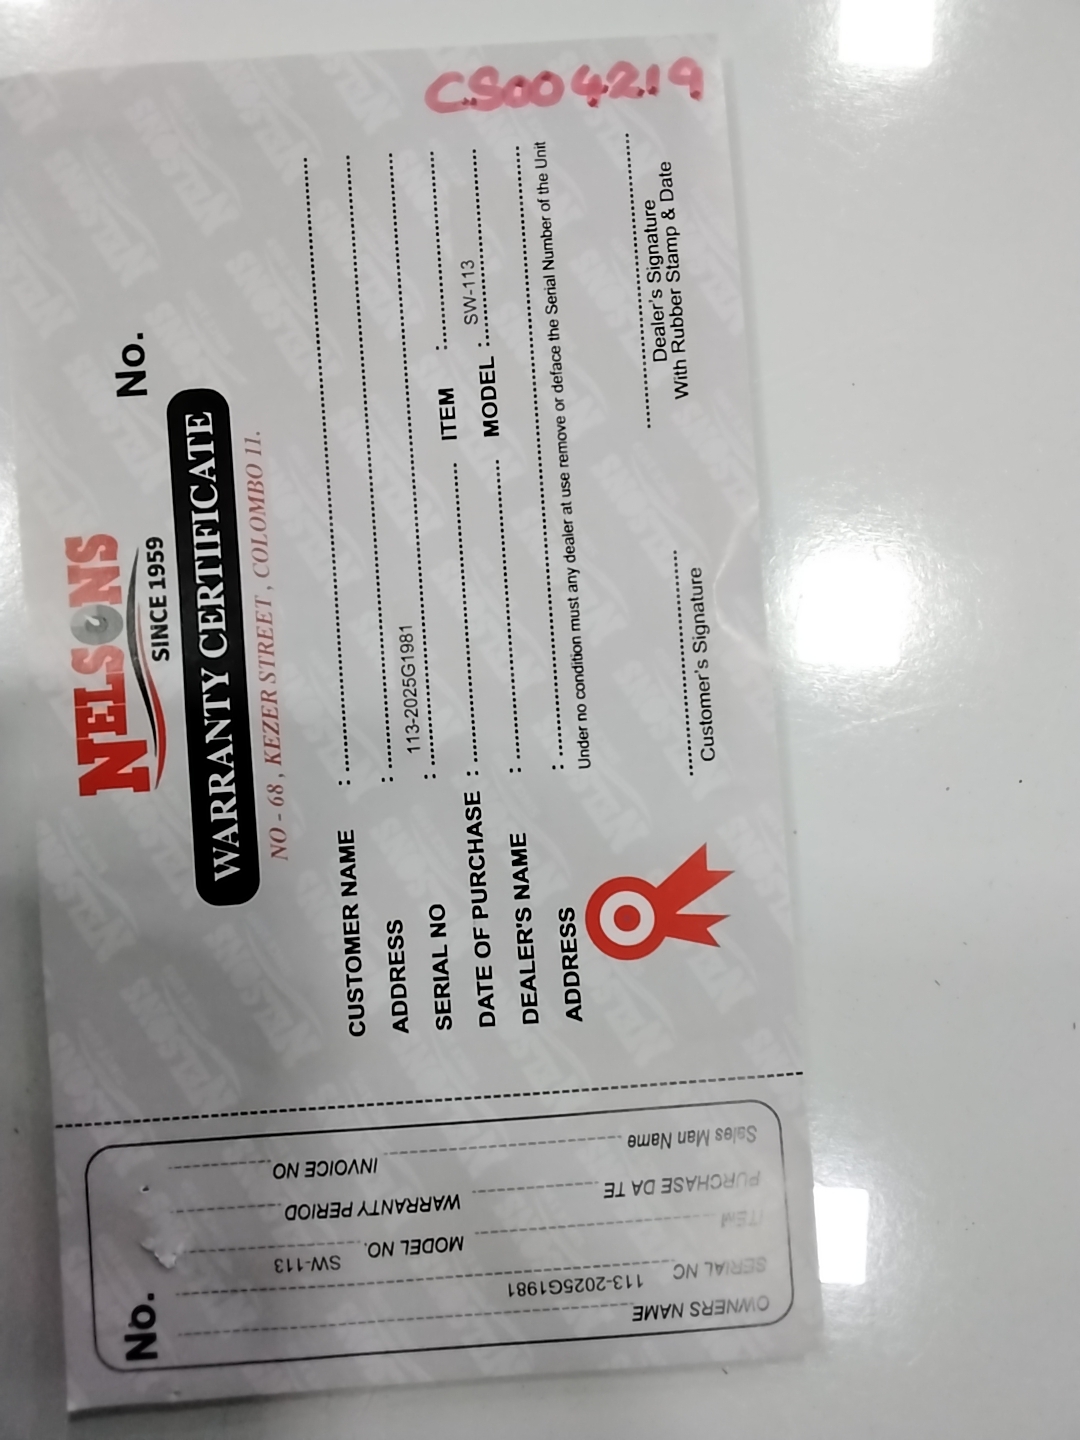 CS004219
NELSONS
SINCE 1959
No.
WARRANTY CERTIFICATE
NO - 68 , KEZER STREET , COLOMBO 11.
CUSTOMER NAME :
ADDRESS :
SERIAL NO : 113-2025G1981 ITEM :
DATE OF PURCHASE : MODEL : SW-113
DEALER'S NAME :
ADDRESS :
Under no condition must any dealer at use remove or deface the Serial Number of the Unit
Customer's Signature
Dealer's Signature
With Rubber Stamp & Date
No.
OWNERS NAME
SERIAL NO 113-2025G1981
ITEM MODEL NO. SW-113
PURCHASE DA TE WARRANTY PERIOD
Sales Man Name INVOICE NO